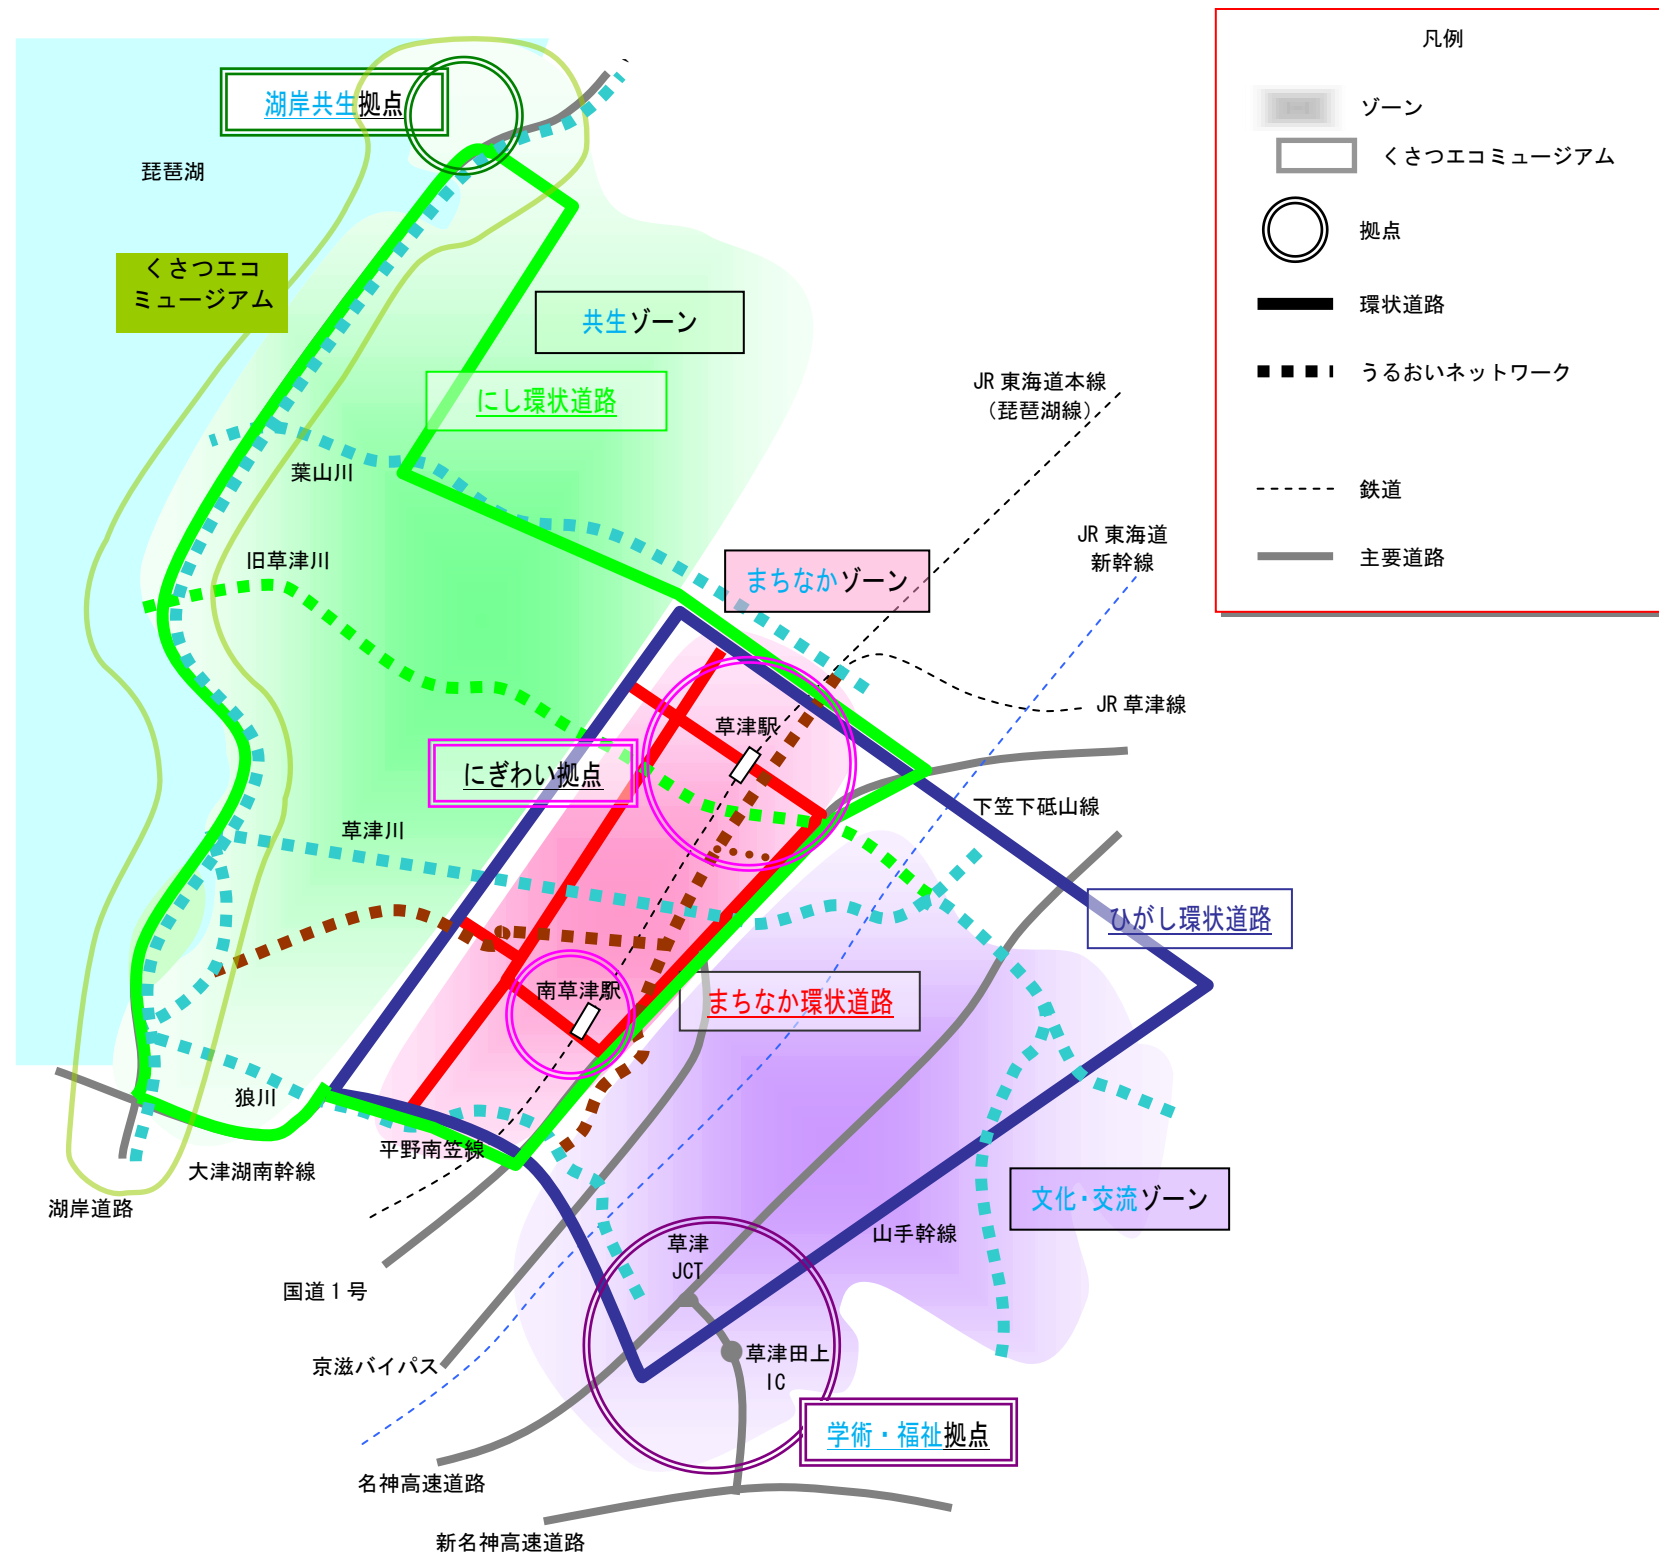 凡例
ゾーン
くさつエコミュージアム
拠点
環状道路
うるおいネットワーク
鉄道
主要道路
湖岸共生拠点
琵琶湖
くさつエコ
ミュージアム
共生ゾーン
にし環状道路
JR東海道本線
（琵琶湖線）
葉山川
旧草津川
JR東海道
新幹線
まちなかゾーン
JR草津線
草津駅
にぎわい拠点
下笠下砥山線
草津川
ひがし環状道路
南草津駅
まちなか環状道路
狼川
平野南笠線
大津湖南幹線
湖岸道路
文化・交流ゾーン
山手幹線
草津
JCT
国道1号
京滋バイパス
草津田上
IC
学術・福祉拠点
名神高速道路
新名神高速道路